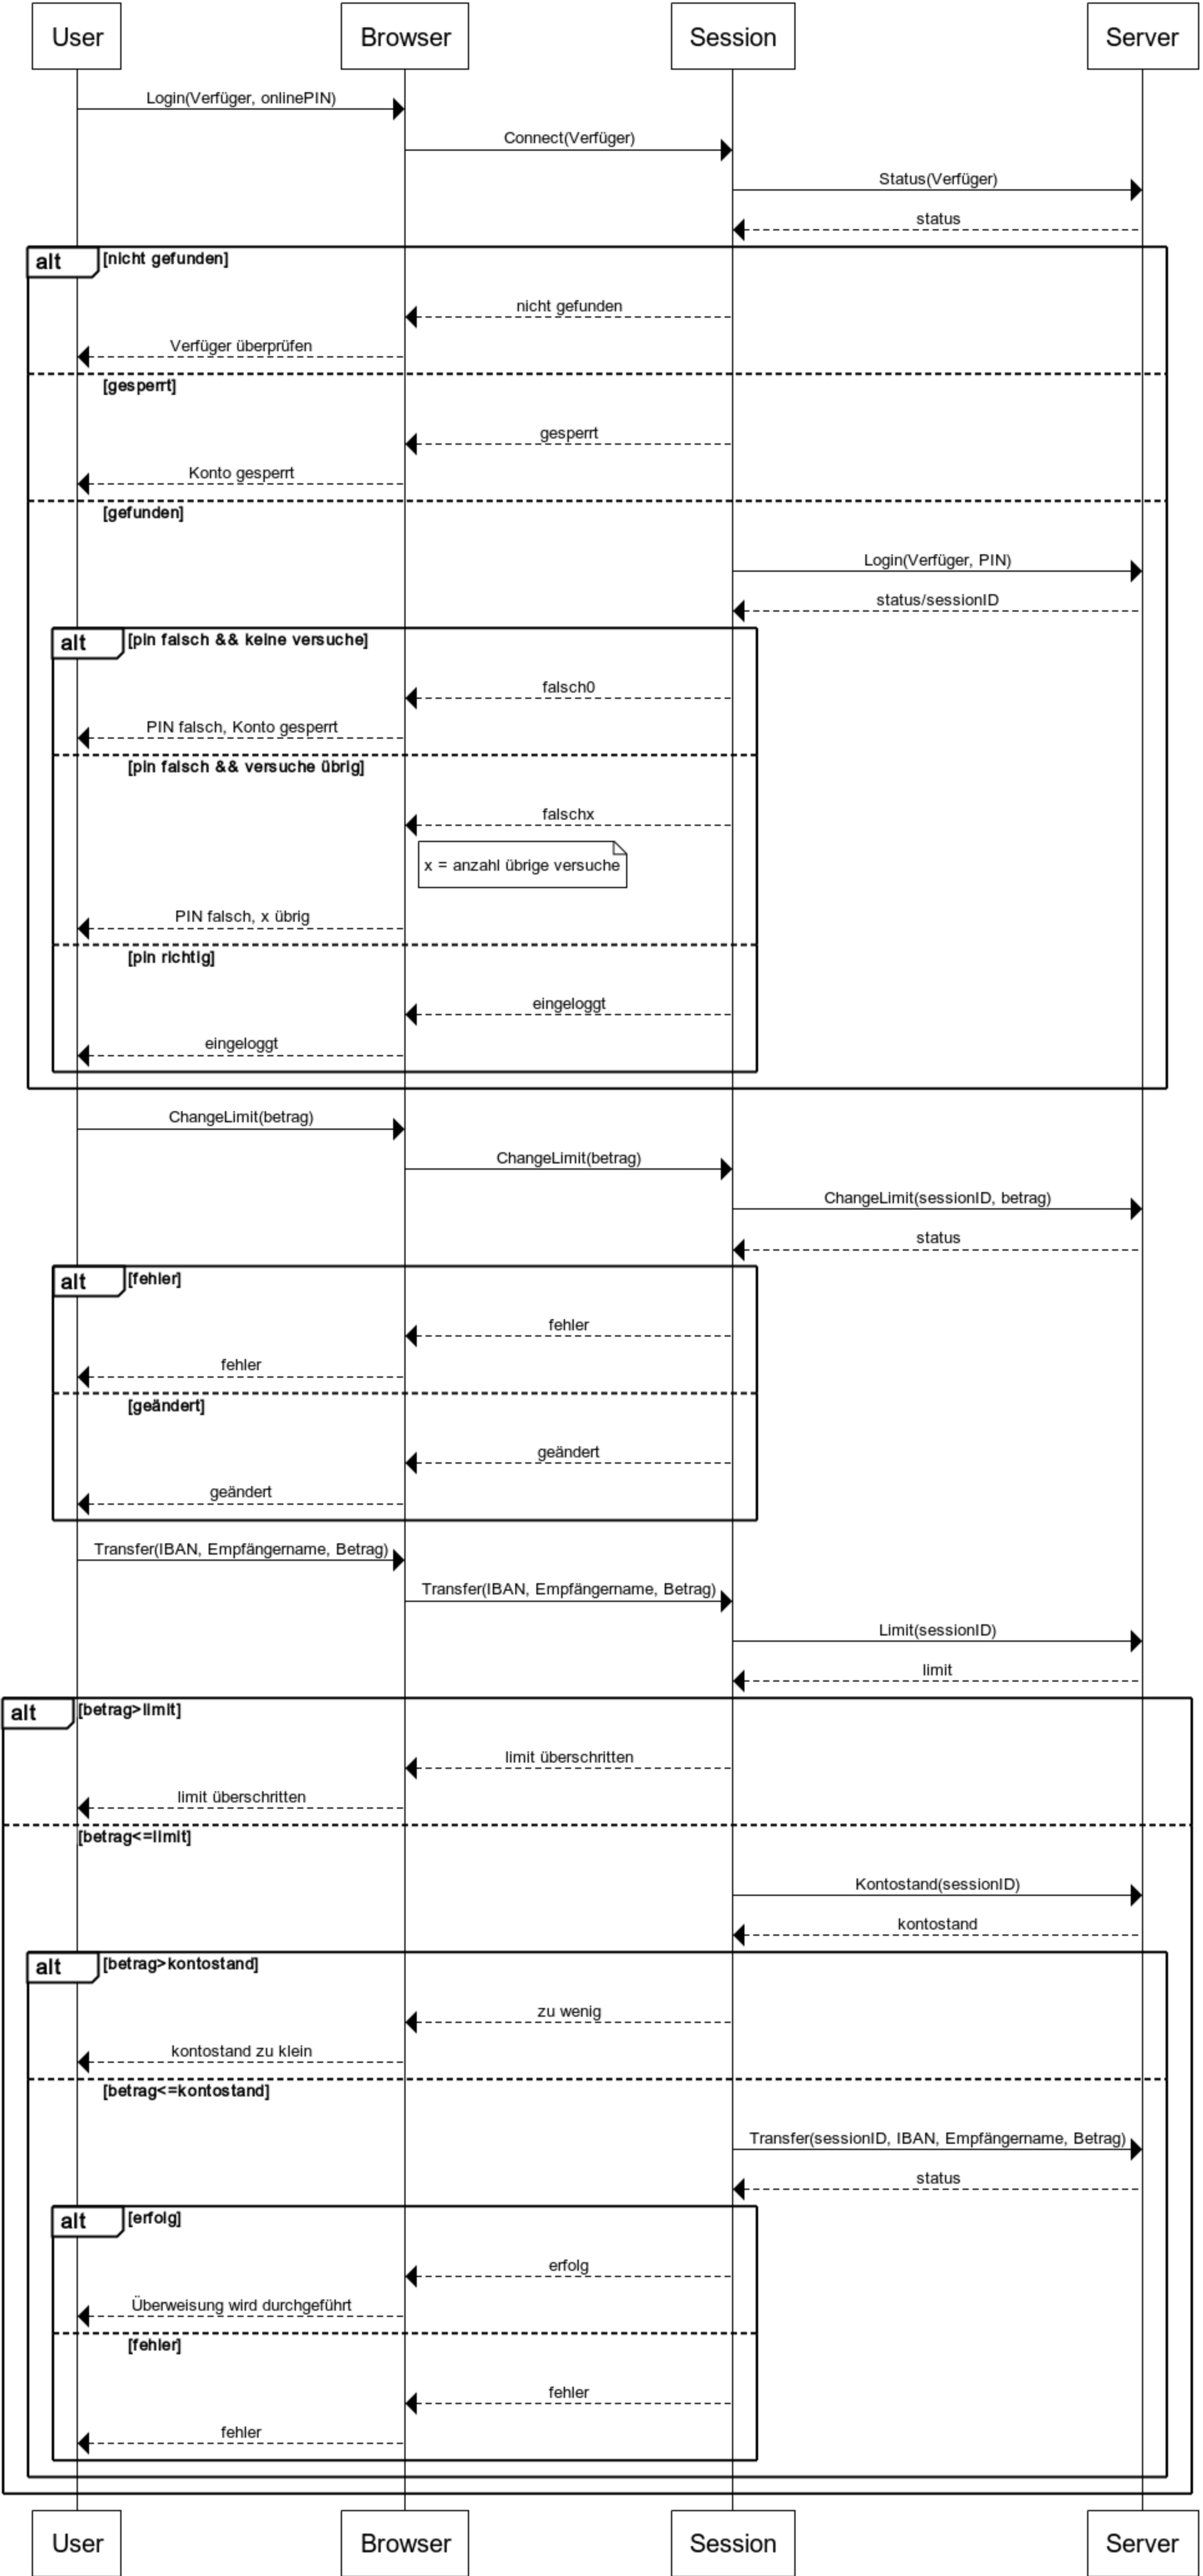 User
Browser
Session
Server
Login(Verfüger, onlinePIN)
Connect(Verfüger)
Status(Verfüger)
status
alt
[nicht gefunden]
nicht gefunden
Verfüger überprüfen
[gesperrt]
gesperrt
Konto gesperrt
[gefunden]
Login(Verfüger, PIN)
status/sessionID
alt
[pin falsch && keine versuche]
falsch0
PIN falsch, Konto gesperrt
[pin falsch && versuche übrig]
falschx
x = anzahl übrige versuche
PIN falsch, x übrig
[pin richtig]
eingeloggt
eingeloggt
ChangeLimit(betrag)
ChangeLimit(betrag)
ChangeLimit(sessionID, betrag)
status
alt
[fehler]
fehler
fehler
[geändert]
geändert
geändert
Transfer(IBAN, Empfängername, Betrag)
Transfer(IBAN, Empfängername, Betrag)
Limit(sessionID)
limit
alt
[betrag>limit]
limit überschritten
limit überschritten
[betrag<=limit]
Kontostand(sessionID)
kontostand
alt
[betrag>kontostand]
zu wenig
kontostand zu klein
[betrag<=kontostand]
Transfer(sessionID, IBAN, Empfängername, Betrag)
status
alt
[erfolg]
erfolg
Überweisung wird durchgeführt
[fehler]
fehler
fehler
User
Browser
Session
Server